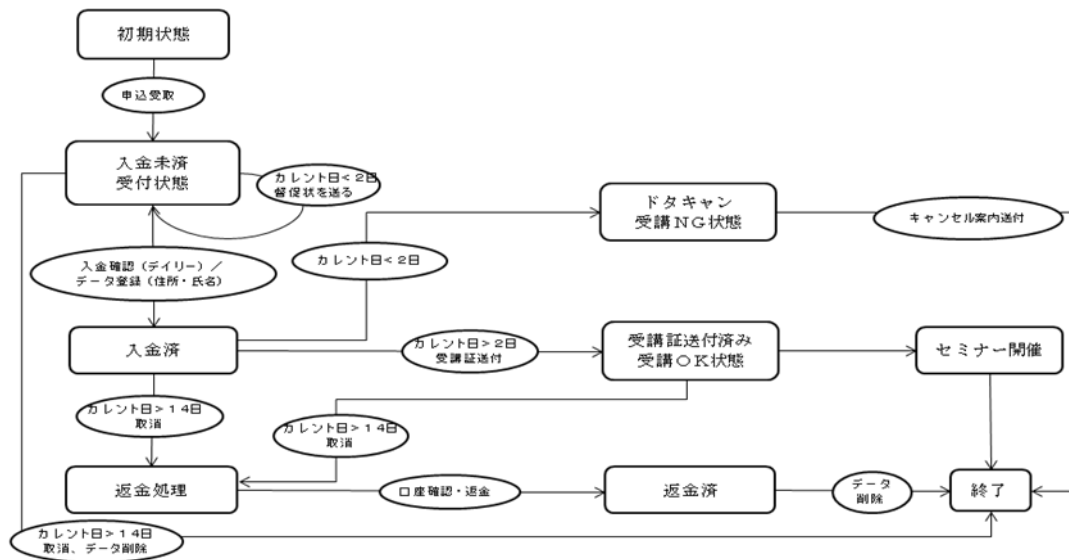 初期状態
申込受取
入金未済
受付状態
カレント日<2日
督促状を送る
ドタキャン
受講NG状態
キャンセル案内送付
入金確認（デイリー）／
データ登録（住所・氏名）
カレント日<2日
入金済
カレント日>2日
受講証送付
受講証送付済み
受講OK状態
セミナー開催
カレント日>14日
取消
カレント日>14日
取消
返金処理
口座確認・返金
返金済
データ
削除
終了
カレント日>14日
取消、データ削除